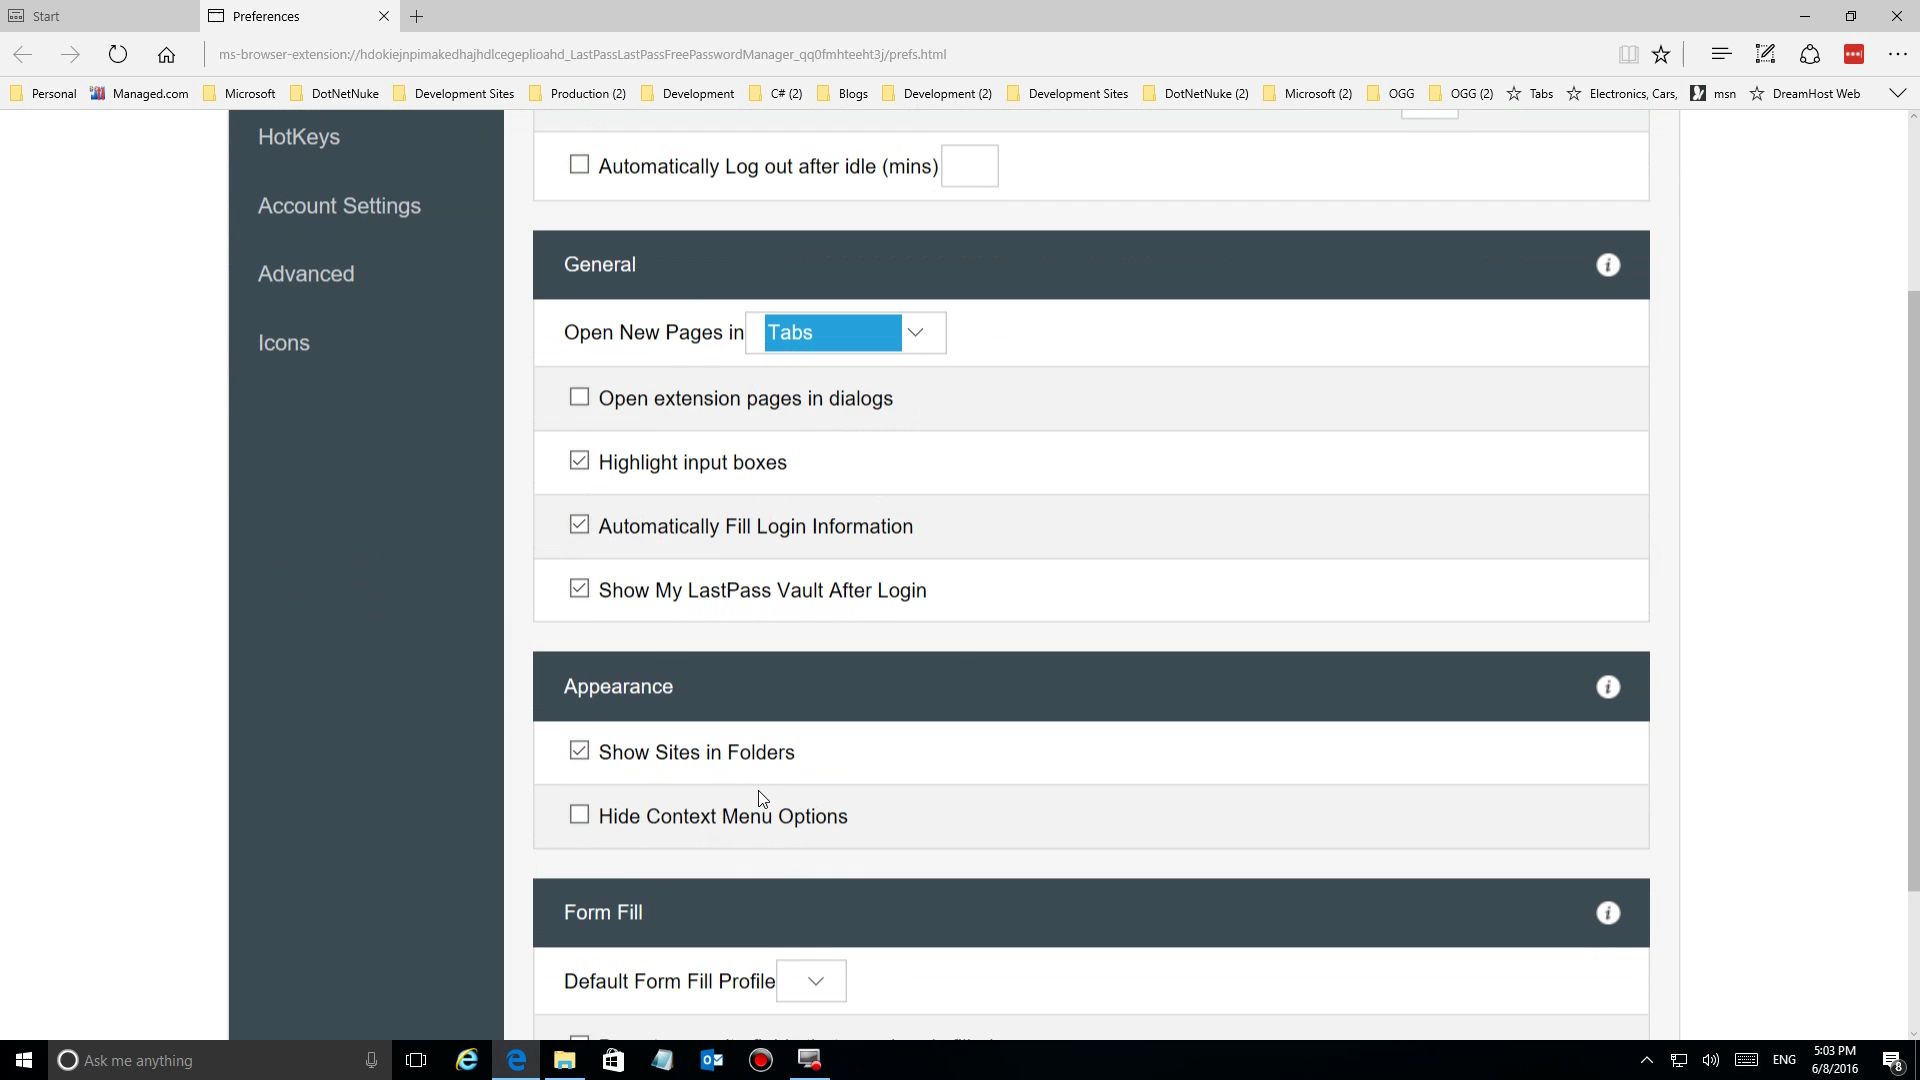 Start
Preferences
ms-browser-extension://hdokiejnpimakedhajhdlcegeplioahd_LastPassLastPassFreePasswordManager_qq0fmhteeht3j/prefs.html
Personal Managed.com Microsoft DotNetNuke Development Sites Production (2) Development C# (2) Blogs Development (2) Development Sites DotNetNuke (2) Microsoft (2) OGG OGG (2) Tabs Electronics, Cars, msn DreamHost Web
HotKeys
Account Settings
Advanced
Icons
Automatically Log out after idle (mins)
General
Open New Pages in Tabs
Open extension pages in dialogs
Highlight input boxes
Automatically Fill Login Information
Show My LastPass Vault After Login
Appearance
Show Sites in Folders
Hide Context Menu Options
Form Fill
Default Form Fill Profile
Ask me anything
ENG
5:03 PM
6/8/2016
8